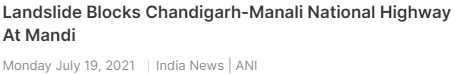 Landslide Blocks Chandigarh-Manali National Highway
At Mandi
Monday July 19, 2021 | India News | ANI